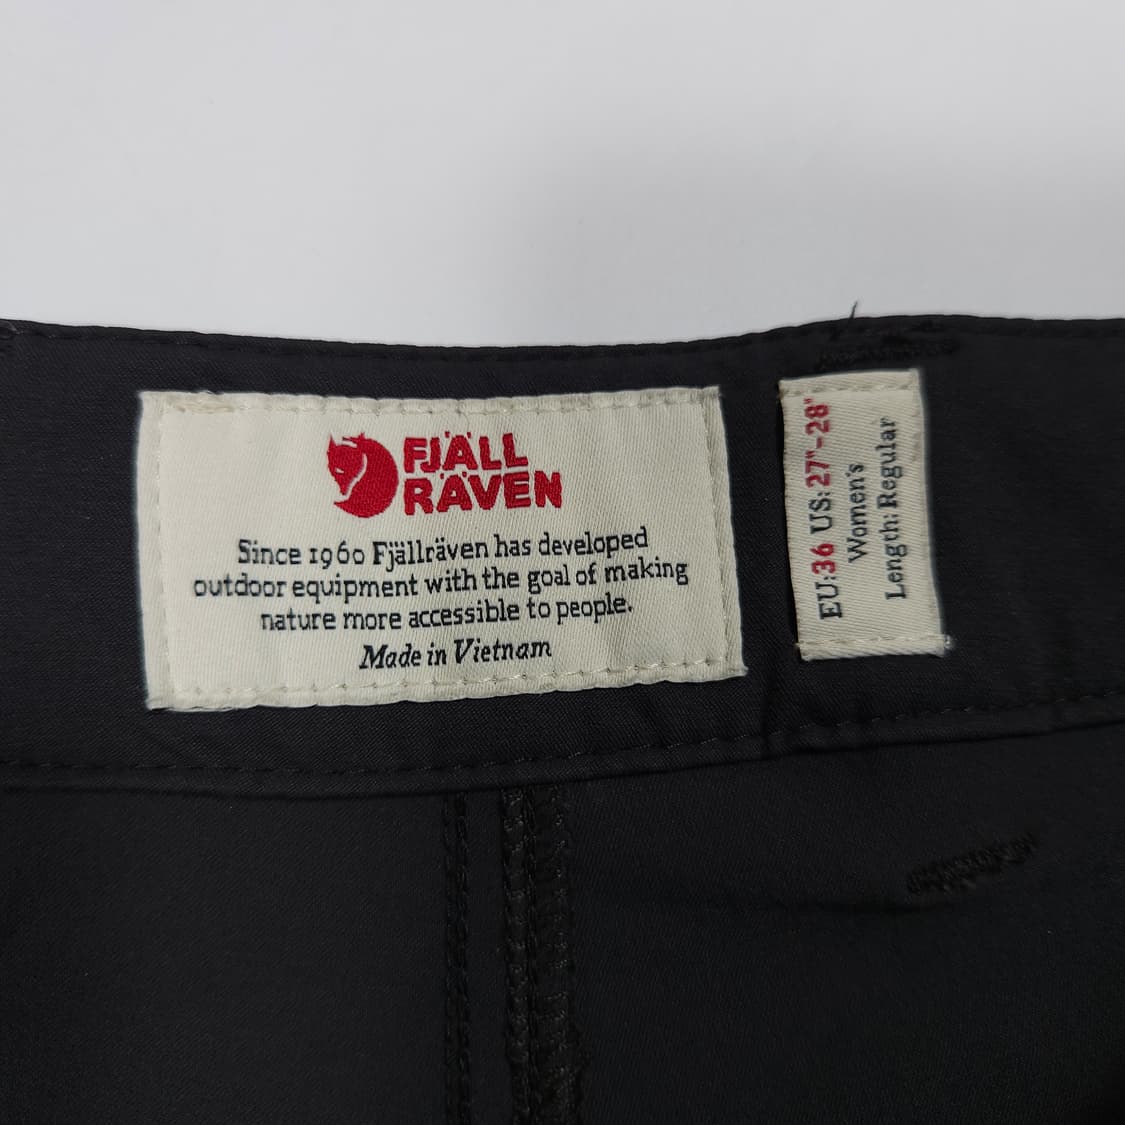 FJÄLL
RÄVEN
Since 1960 Fjällräven has developed
outdoor equipment with the goal of making
nature more accessible to people.
Made in Vietnam
EU:36 US:27"-28"
Women's
Length: Regular